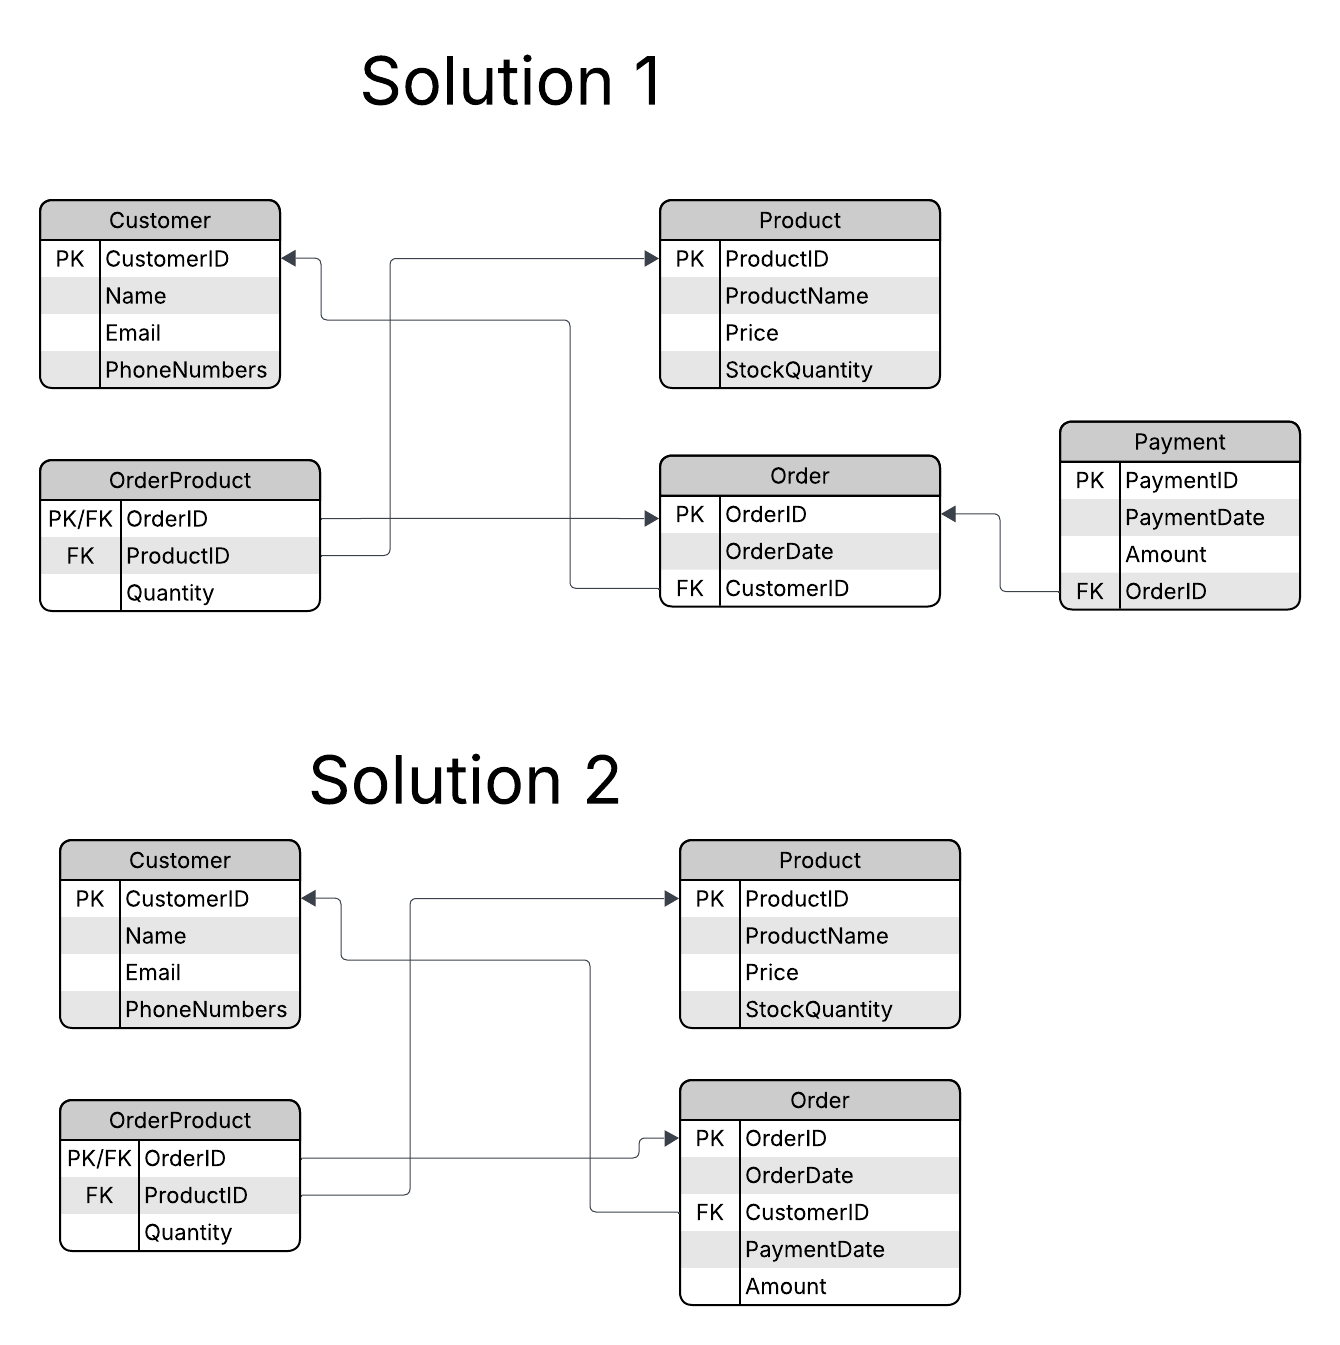 Solution 1
Customer
PK CustomerID
Name
Email
PhoneNumbers
Product
PK ProductID
ProductName
Price
StockQuantity
OrderProduct
PK/FK OrderID
FK ProductID
Quantity
Order
PK OrderID
OrderDate
FK CustomerID
Payment
PK PaymentID
PaymentDate
Amount
FK OrderID
Solution 2
Customer
PK CustomerID
Name
Email
PhoneNumbers
Product
PK ProductID
ProductName
Price
StockQuantity
OrderProduct
PK/FK OrderID
FK ProductID
Quantity
Order
PK OrderID
OrderDate
FK CustomerID
PaymentDate
Amount